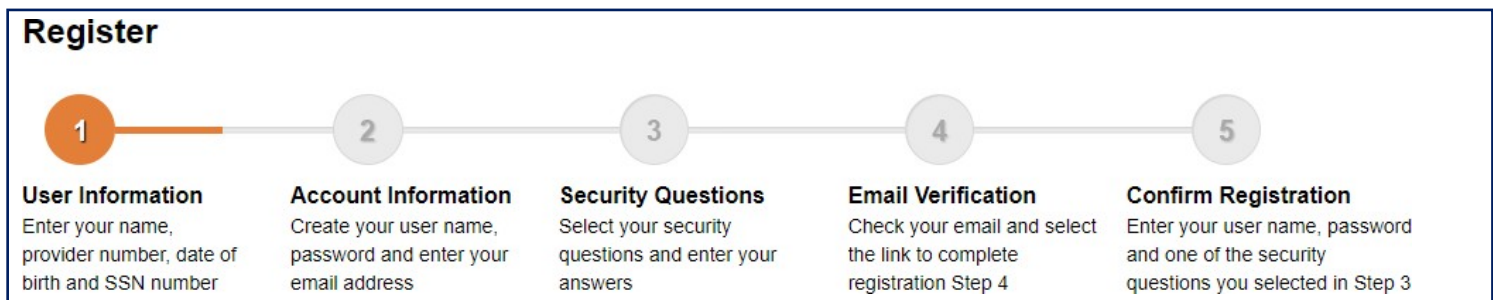 Register
1
2
3
4
5
User Information
Enter your name,
provider number, date of
birth and SSN number
Account Information
Create your user name,
password and enter your
email address
Security Questions
Select your security
questions and enter your
answers
Email Verification
Check your email and select
the link to complete
registration Step 4
Confirm Registration
Enter your user name, password
and one of the security
questions you selected in Step 3